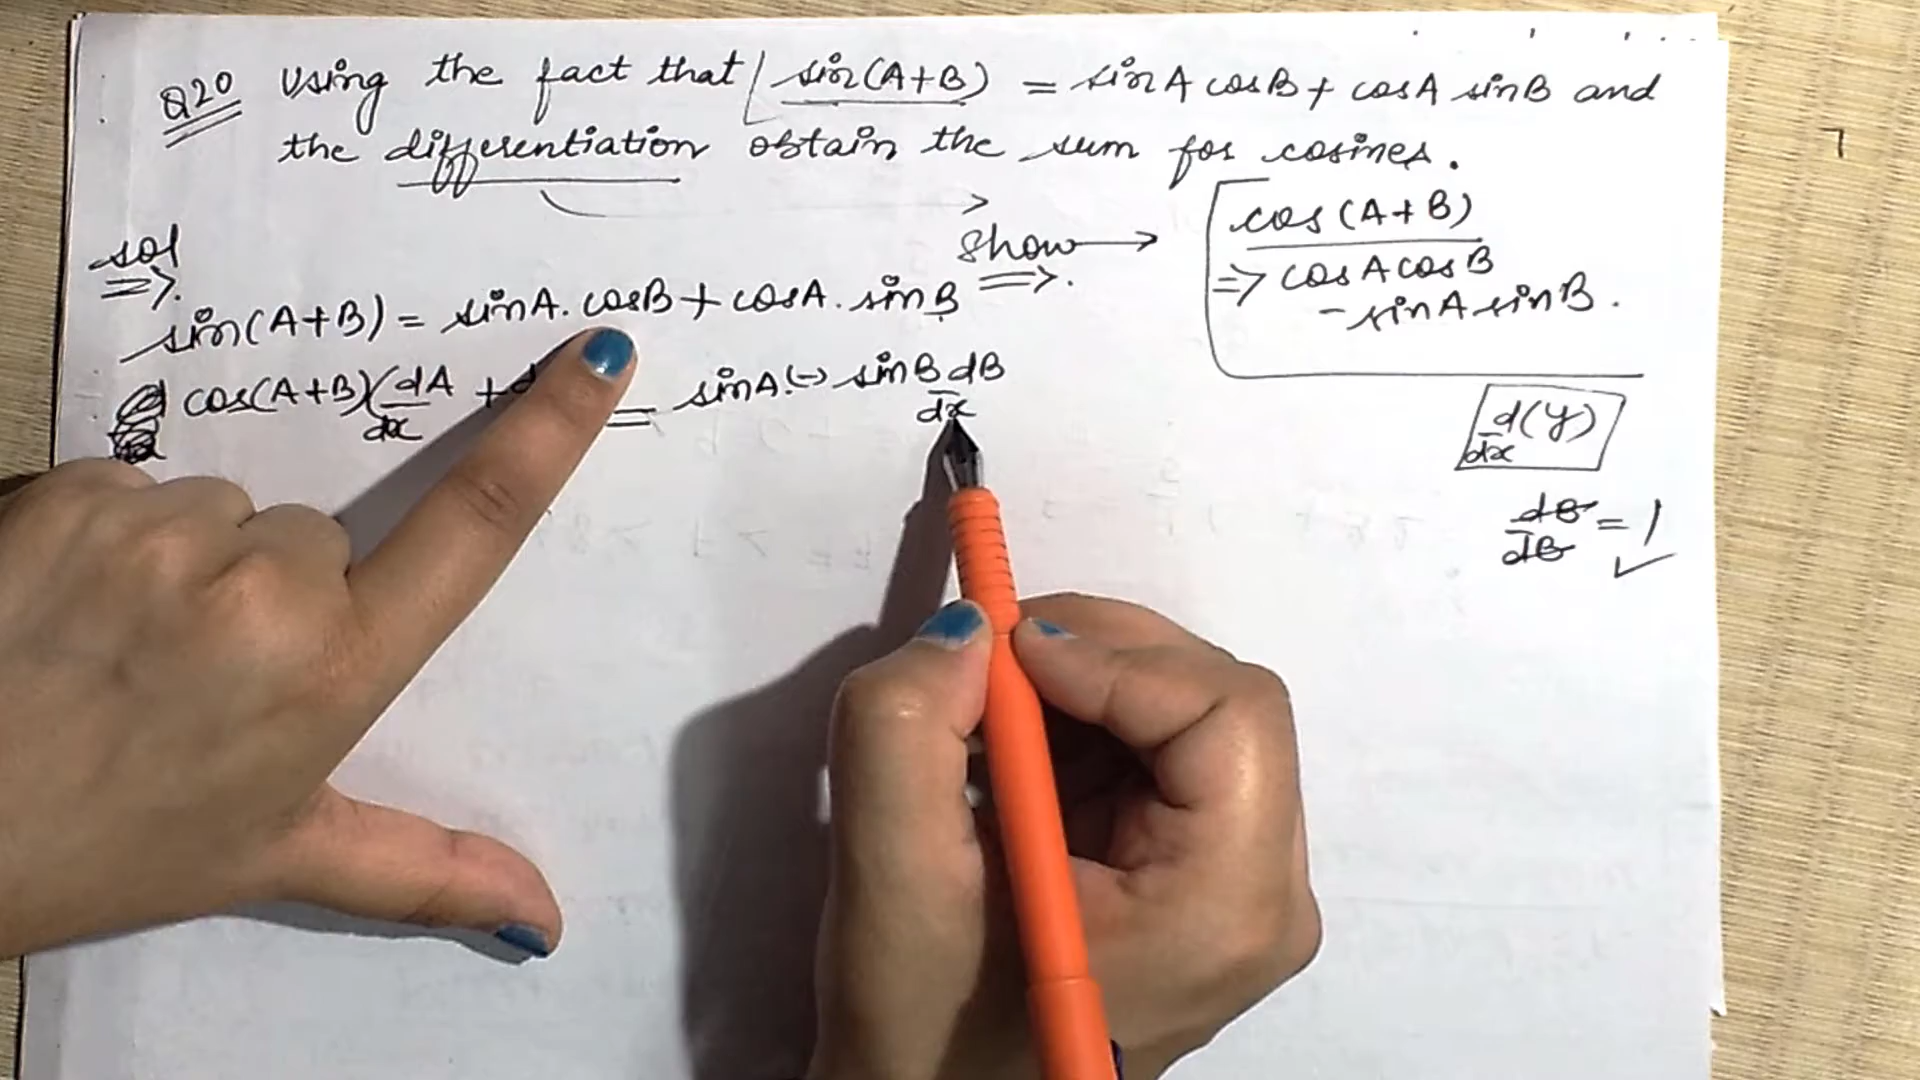 Q20 Using the fact that sin(A+B) = sinA cosB + cosA sinB and
the differentiation obtain the sum for cosines.
sol
=>.
show →
=>.
cos (A+B)
=> cosA cosB
- sinA sinB.
sin(A+B) = sinA. cosB + cosA. sinB
cos(A+B)(dA/dx + d = sinA.(-) sinB dB/dx
d/dx (y)
dB/dB = 1 ✓